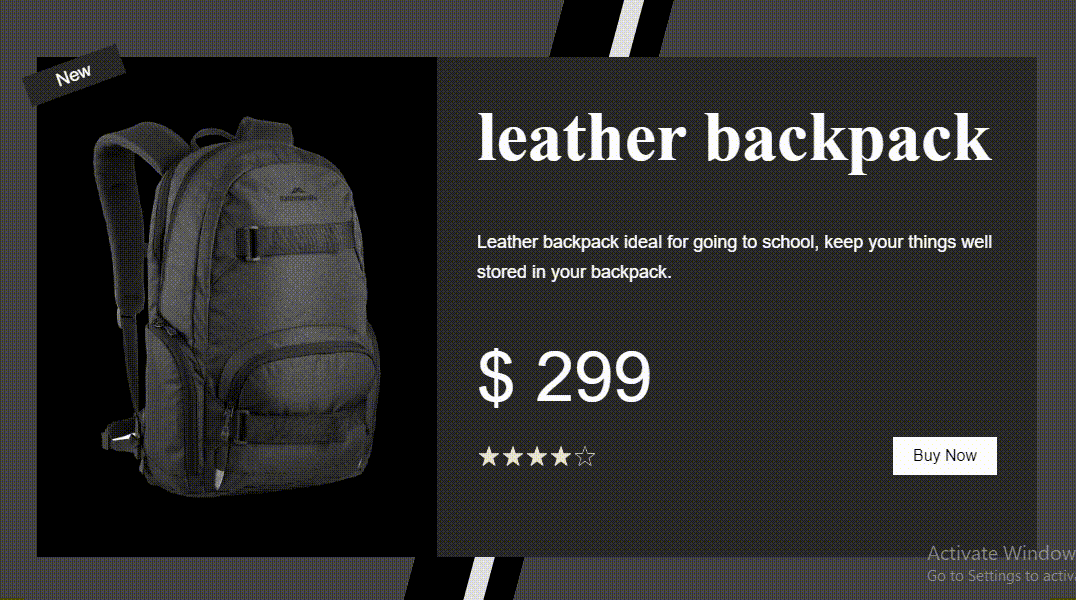 New
leather backpack
Leather backpack ideal for going to school, keep your things well
stored in your backpack.
$ 299
★★★★☆
Buy Now
Activate Window
Go to Settings to activa